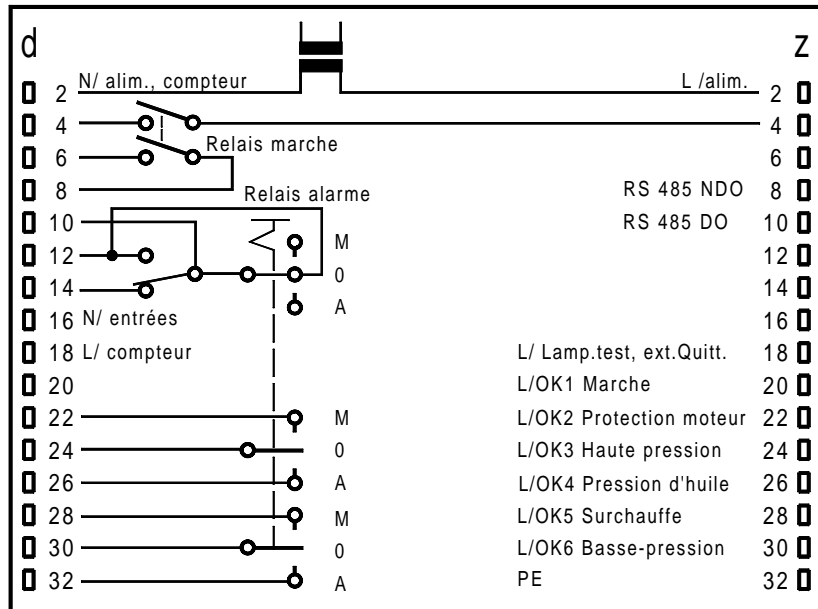 d z
2 N/ alim., compteur L /alim. 2
4 4
6 Relais marche 6
8 Relais alarme RS 485 NDO 8
10 RS 485 DO 10
12 M 12
14 0 14
16 N/ entrées A 16
18 L/ compteur L/ Lamp.test, ext.Quitt. 18
20 L/OK1 Marche 20
22 M L/OK2 Protection moteur 22
24 0 L/OK3 Haute pression 24
26 A L/OK4 Pression d'huile 26
28 M L/OK5 Surchauffe 28
30 0 L/OK6 Basse-pression 30
32 A PE 32